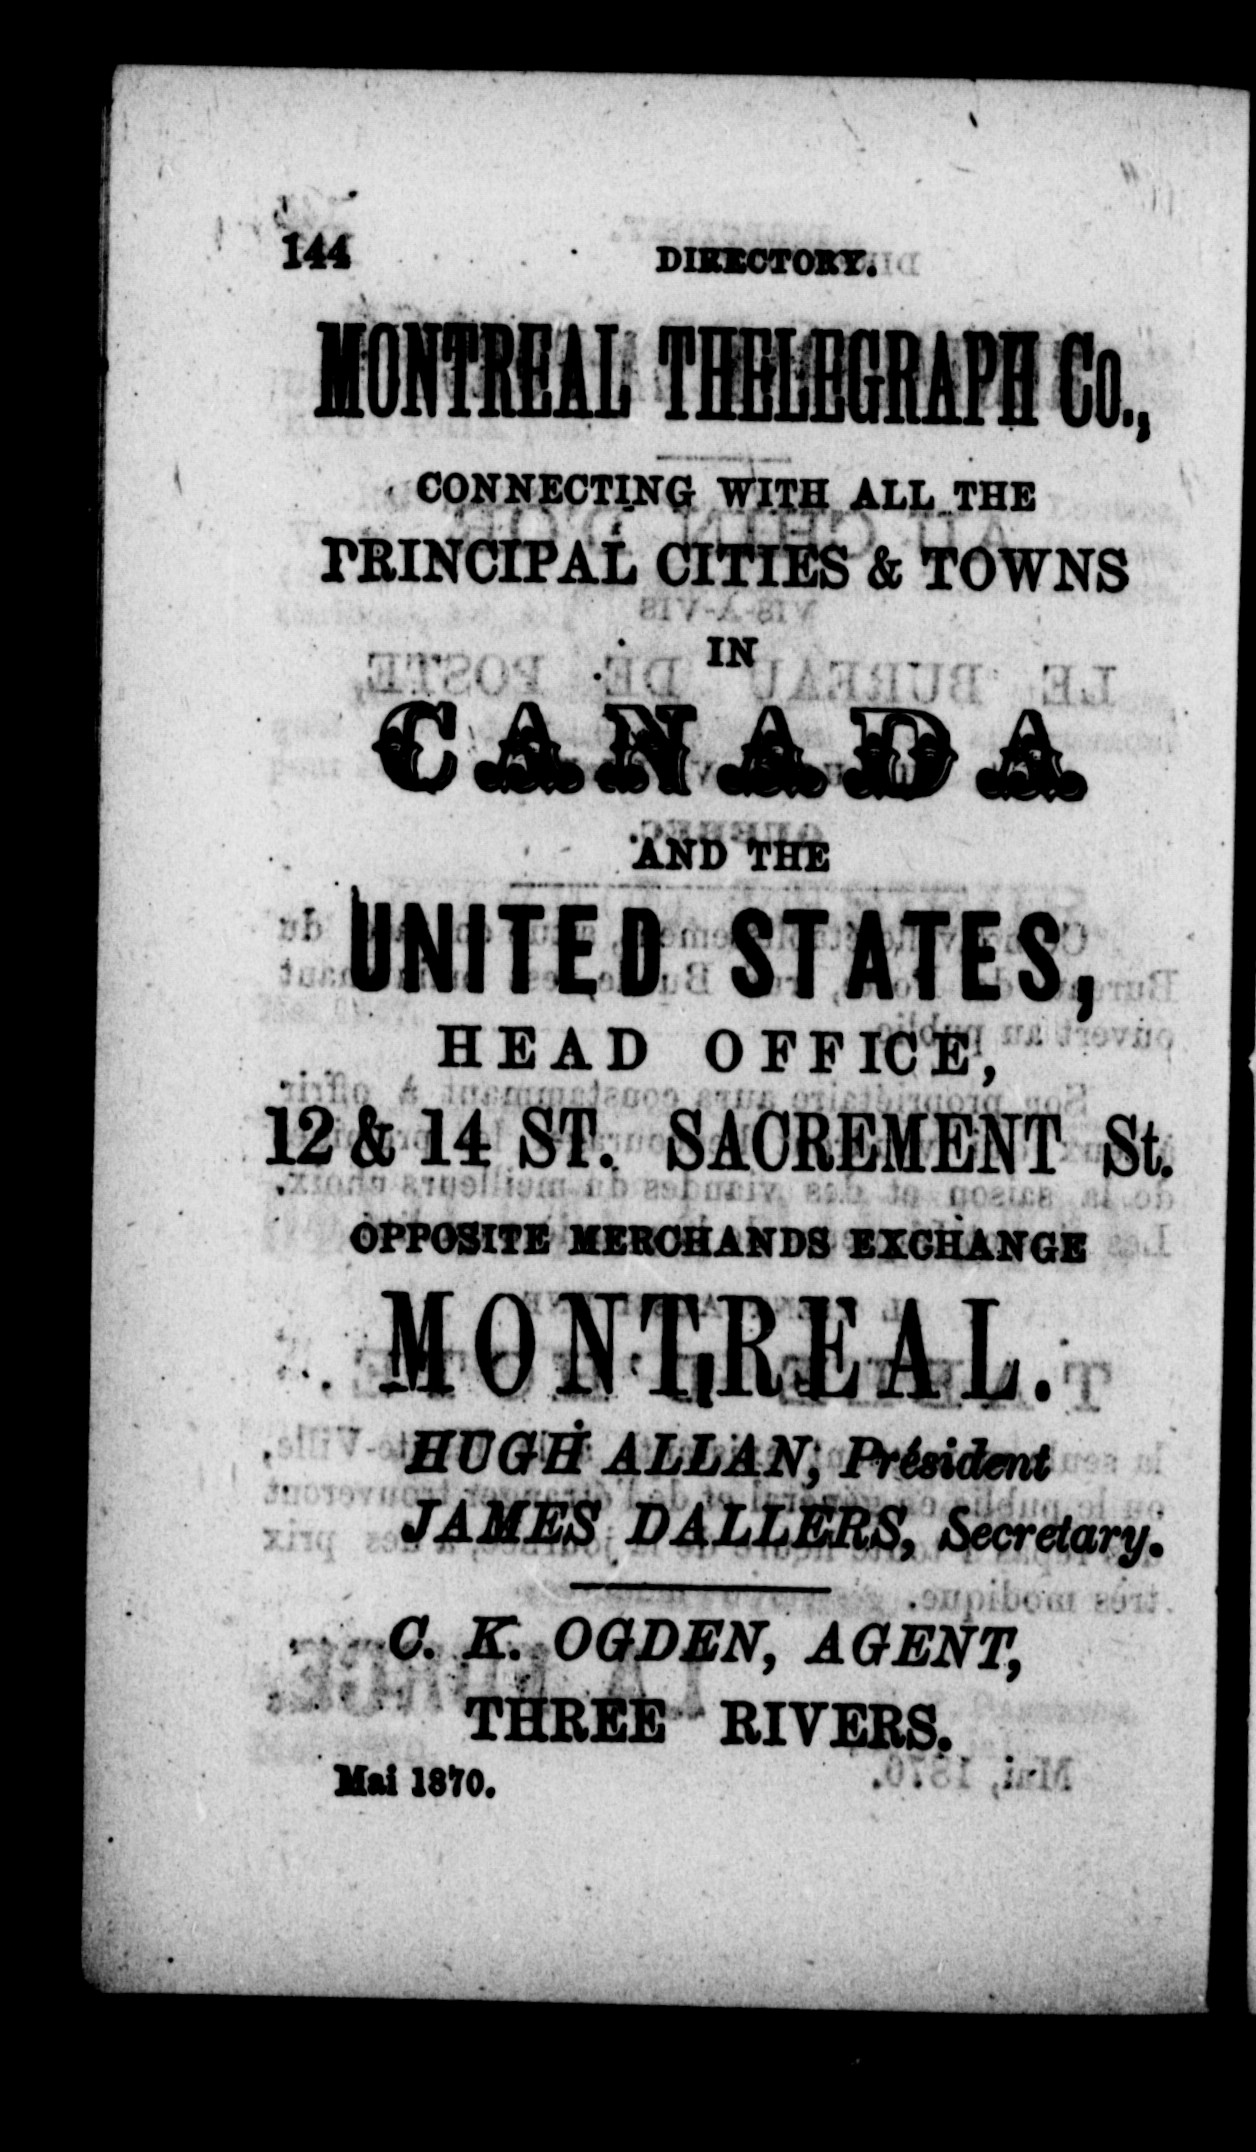 144 DIRECTORY.
MONTREAL THELEGRAPH Co.,
CONNECTING WITH ALL THE
PRINCIPAL CITIES & TOWNS
IN
CANADA
AND THE
UNITED STATES,
HEAD OFFICE,
12 & 14 ST. SACREMENT St.
OPPOSITE MERCHANDS EXCHANGE
MONTREAL.
HUGH ALLAN, Président
JAMES DALLERS, Secretary.
C. K. OGDEN, AGENT,
THREE RIVERS.
Mai 1870.